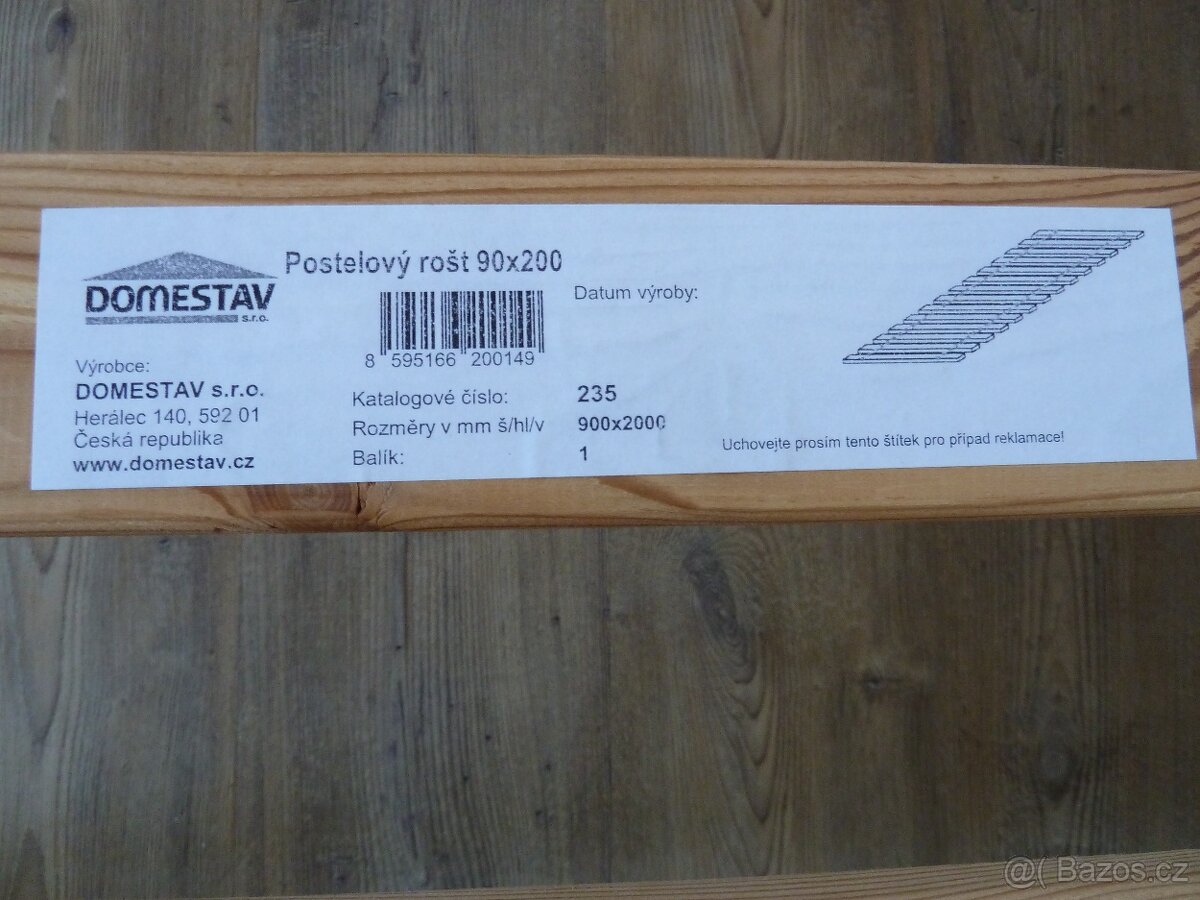 DOMESTAV
s.r.o.
Postelový rošt 90x200
8 595166 200149
Datum výroby:
Výrobce:
DOMESTAV s.r.o.
Herálec 140, 592 01
Česká republika
www.domestav.cz
Katalogové číslo: 235
Rozměry v mm š/hl/v 900x2000
Balík: 1
Uchovejte prosím tento štítek pro případ reklamace!
@( Bazos.cz